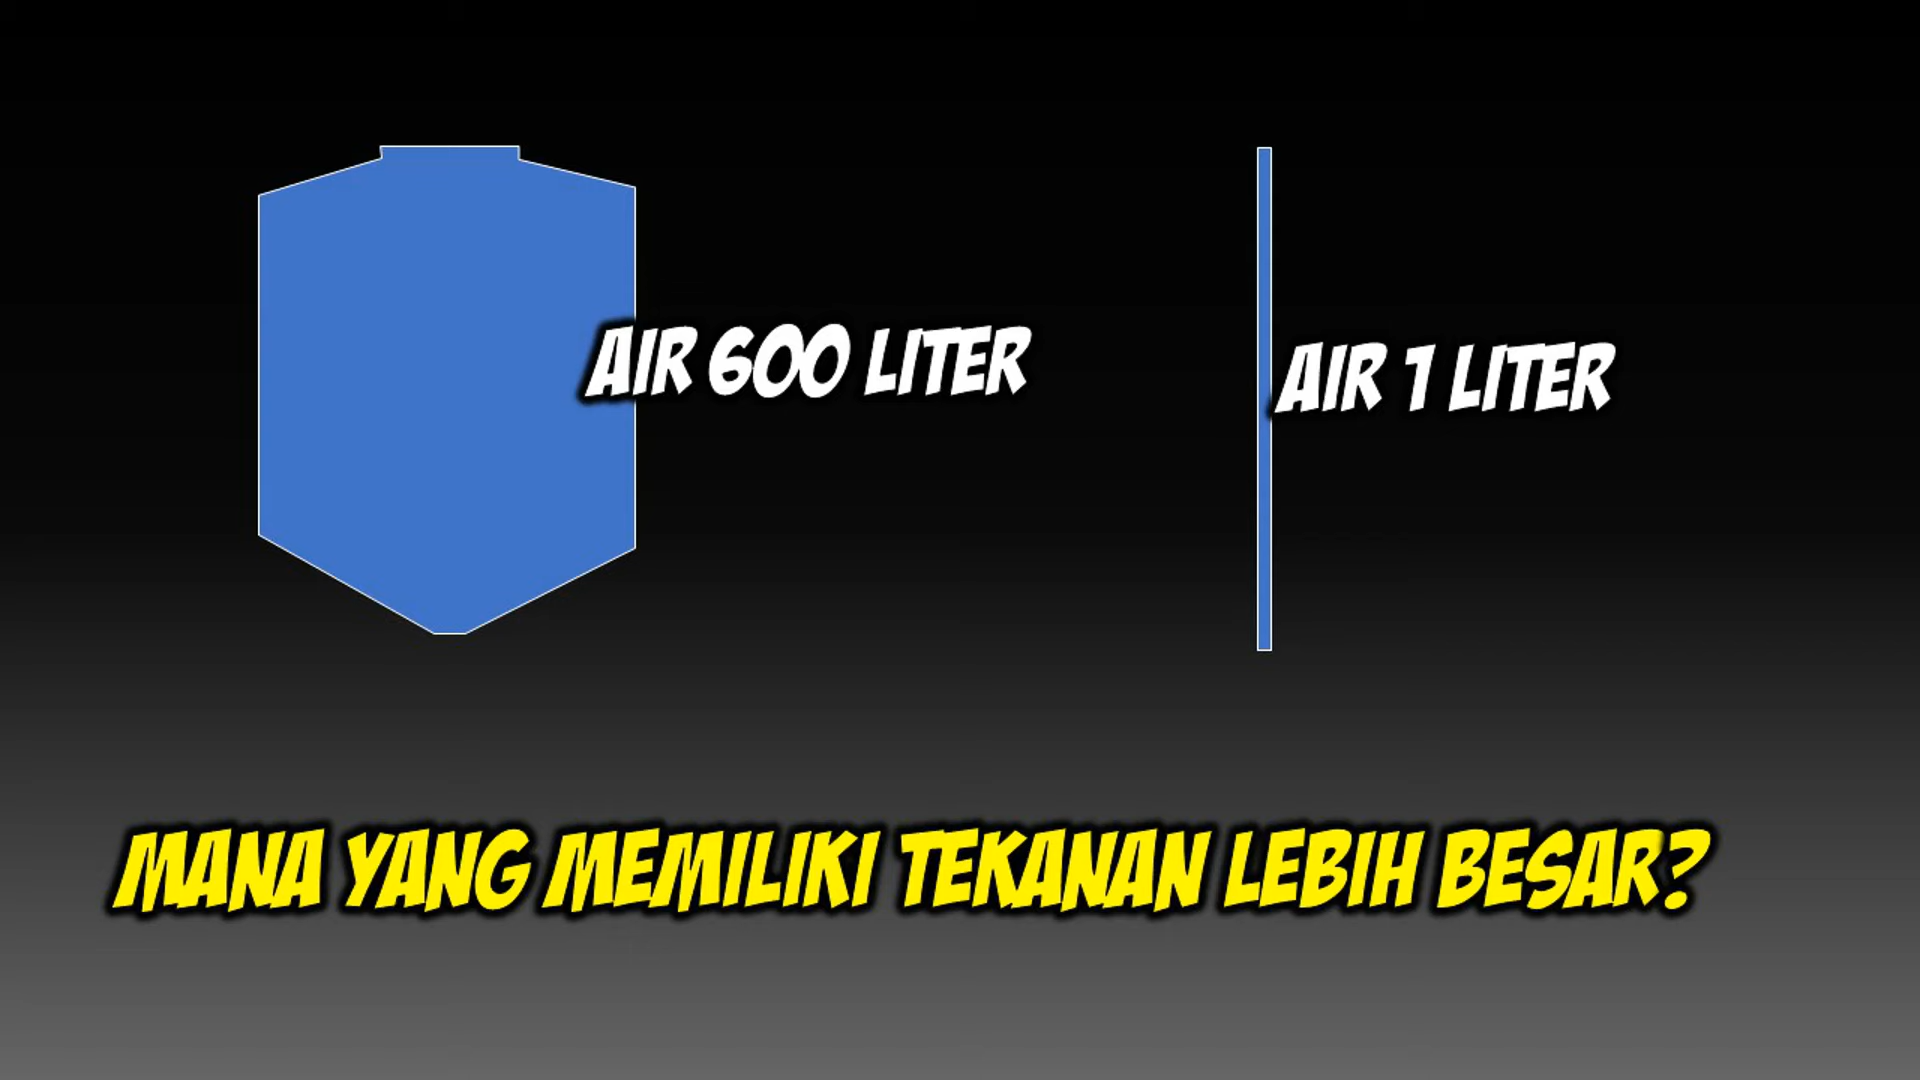 AIR 600 LITER
AIR 1 LITER
MANA YANG MEMILIKI TEKANAN LEBIH BESAR?